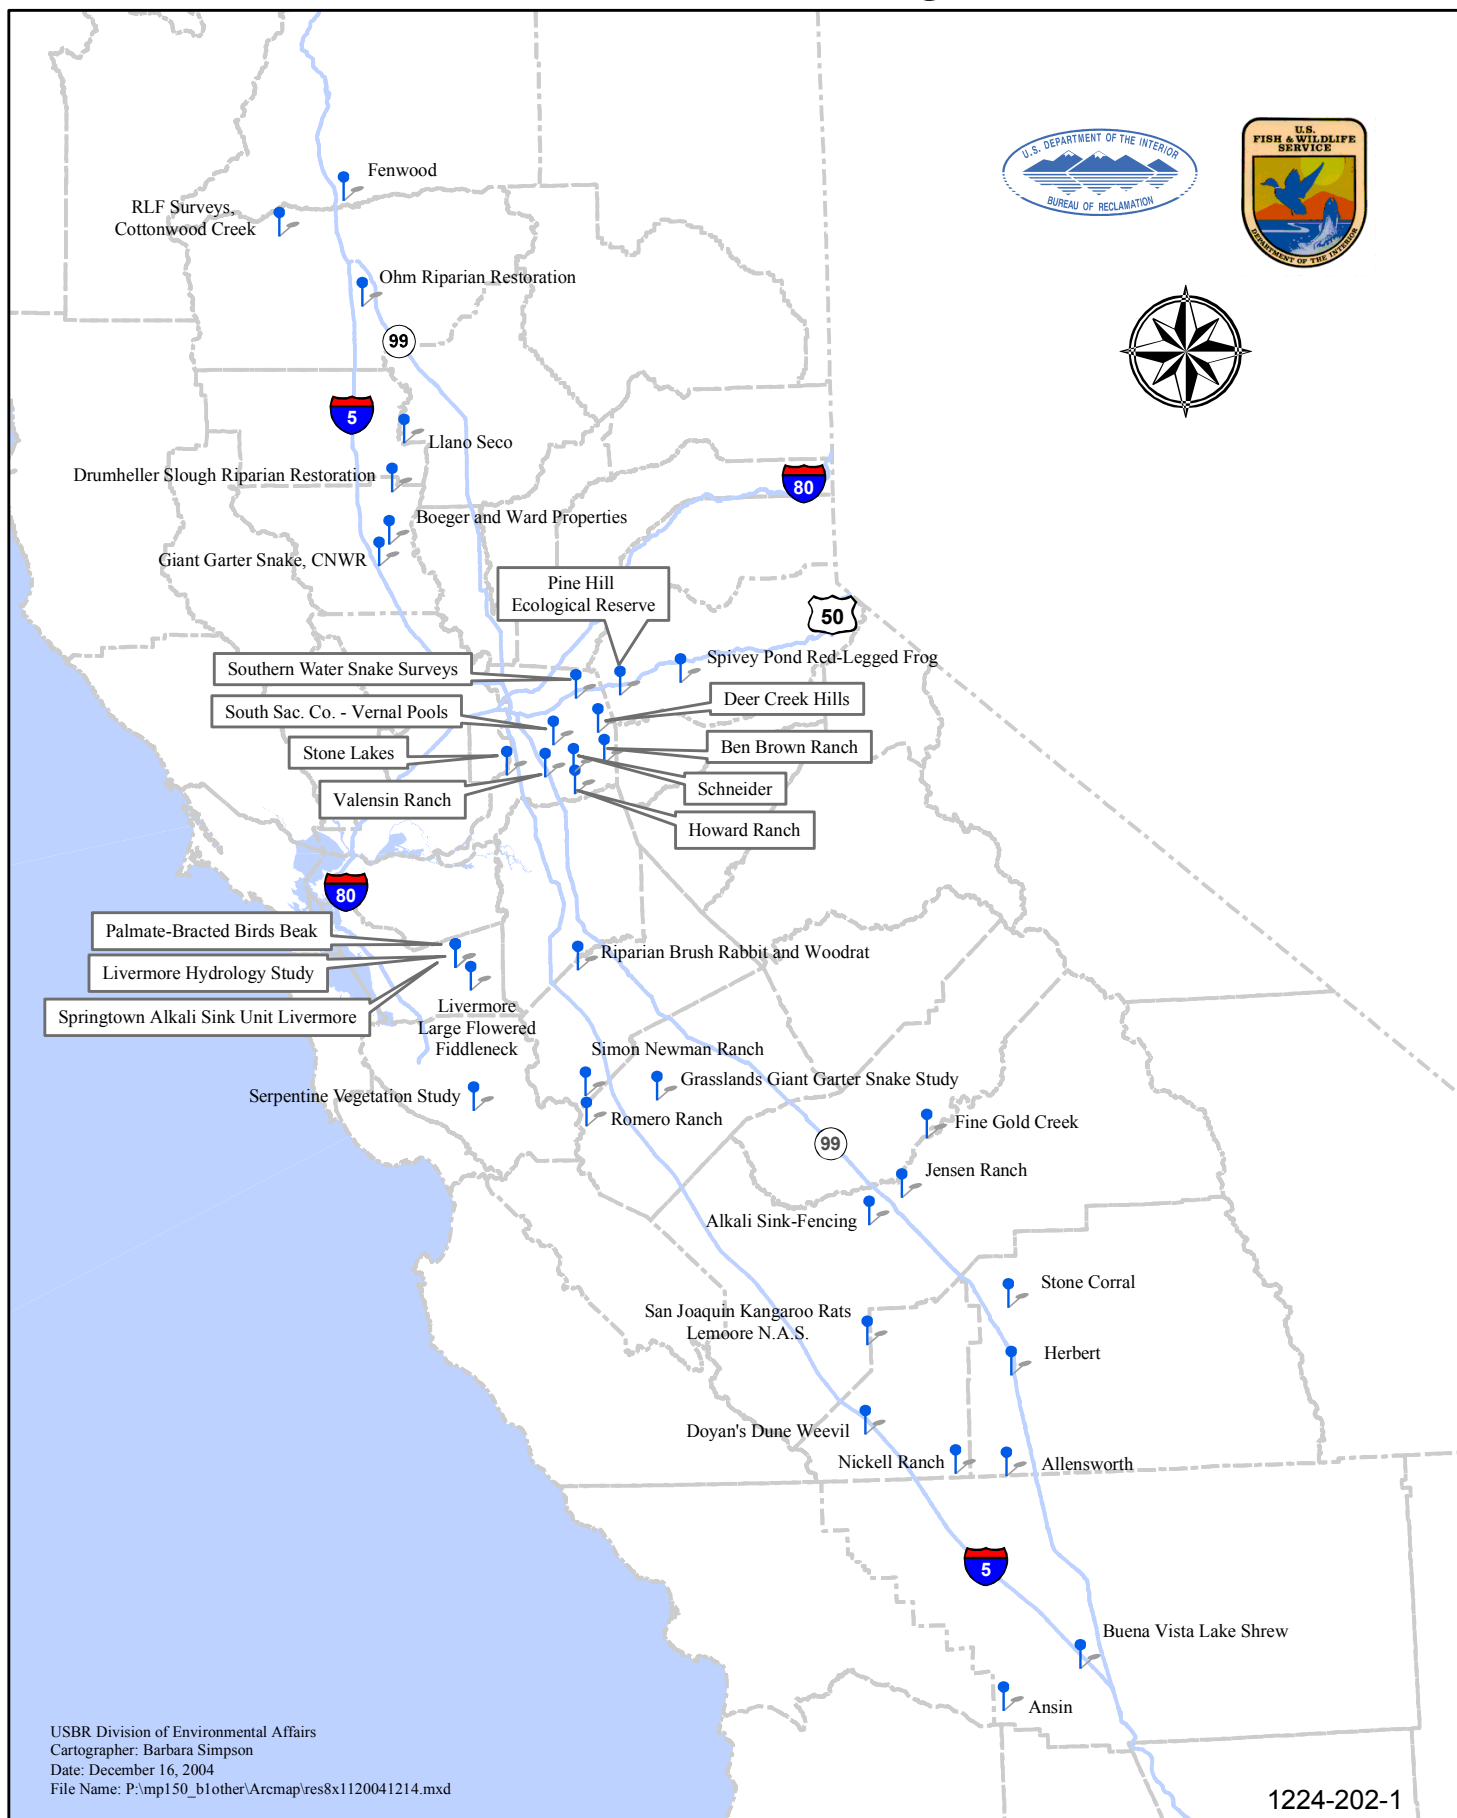 U.S. DEPARTMENT OF THE INTERIOR
BUREAU OF RECLAMATION
U.S.
FISH & WILDLIFE
SERVICE
DEPARTMENT OF THE INTERIOR
Fenwood
RLF Surveys,
Cottonwood Creek
Ohm Riparian Restoration
99
5
Llano Seco
Drumheller Slough Riparian Restoration
80
Boeger and Ward Properties
Giant Garter Snake, CNWR
Pine Hill
Ecological Reserve
50
Spivey Pond Red-Legged Frog
Southern Water Snake Surveys
Deer Creek Hills
South Sac. Co. - Vernal Pools
Ben Brown Ranch
Stone Lakes
Schneider
Valensin Ranch
Howard Ranch
80
Palmate-Bracted Birds Beak
Riparian Brush Rabbit and Woodrat
Livermore Hydrology Study
Springtown Alkali Sink Unit Livermore
Livermore
Large Flowered
Fiddleneck
Simon Newman Ranch
Grasslands Giant Garter Snake Study
Serpentine Vegetation Study
Romero Ranch
Fine Gold Creek
99
Jensen Ranch
Alkali Sink-Fencing
Stone Corral
San Joaquin Kangaroo Rats
Lemoore N.A.S.
Herbert
Doyan's Dune Weevil
Nickell Ranch
Allensworth
5
Buena Vista Lake Shrew
Ansin
USBR Division of Environmental Affairs
Cartographer: Barbara Simpson
Date: December 16, 2004
File Name: P:\mp150_b1other\Arcmap\res8x1120041214.mxd
1224-202-1